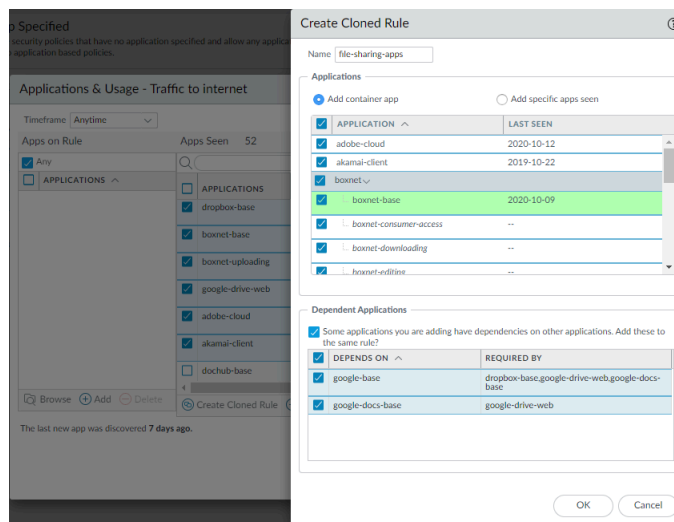 p Specified
security policies that have no application specified and allow any applica
application based policies.
Applications & Usage - Traffic to internet
Timeframe Anytime
Apps on Rule
Apps Seen 52
Any
APPLICATIONS
APPLICATIONS
dropbox-base
boxnet-base
boxnet-uploading
google-drive-web
adobe-cloud
akamai-client
dochub-base
Browse Add Delete
Create Cloned Rule
The last new app was discovered 7 days ago.
Create Cloned Rule
Name file-sharing-apps
Applications
Add container app
Add specific apps seen
APPLICATION LAST SEEN
adobe-cloud 2020-10-12
akamai-client 2019-10-22
boxnet
boxnet-base 2020-10-09
boxnet-consumer-access --
boxnet-downloading --
boxnet-editing --
Dependent Applications
Some applications you are adding have dependencies on other applications. Add these to
the same rule?
DEPENDS ON REQUIRED BY
google-base dropbox-base,google-drive-web,google-docs-
base
google-docs-base google-drive-web
OK Cancel